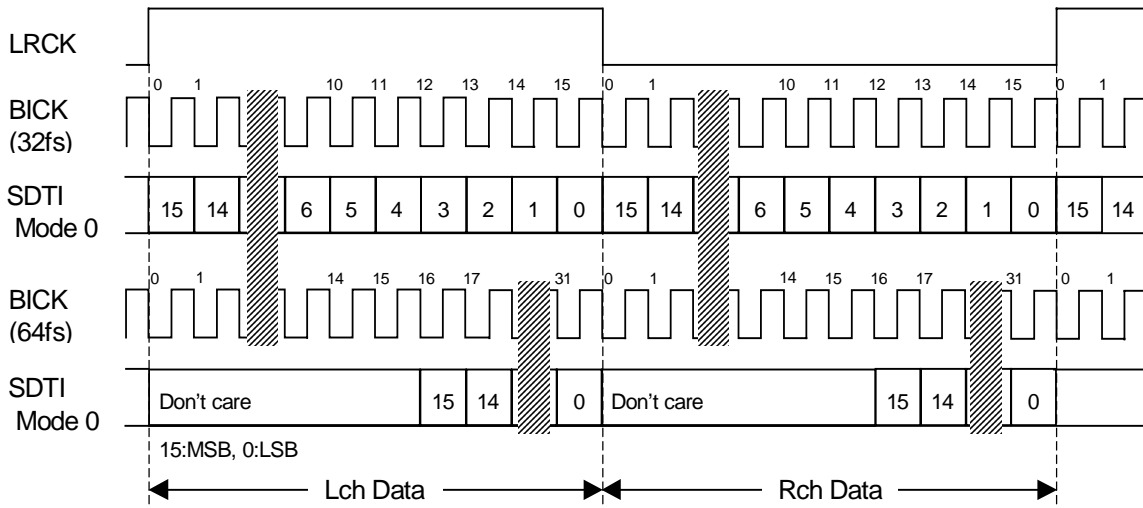 LRCK
0 1 10 11 12 13 14 15 0 1 10 11 12 13 14 15 0 1
BICK
(32fs)
SDTI
Mode 0
15 14 6 5 4 3 2 1 0 15 14 6 5 4 3 2 1 0 15 14
0 1 14 15 16 17 31 0 1 14 15 16 17 31 0 1
BICK
(64fs)
SDTI
Mode 0
Don't care 15 14 0 Don't care 15 14 0
15:MSB, 0:LSB
Lch Data Rch Data